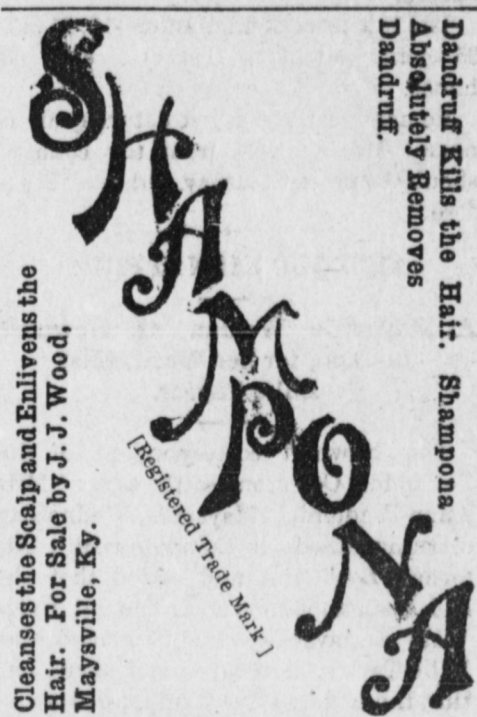 Dandruff Kills the Hair. Shampona
Absolutely Removes
Dandruff
SHAMPONA
[Registered Trade Mark]
Cleanses the Scalp and Enlivens the
Hair. For Sale by J. J. Wood,
Maysville, Ky.